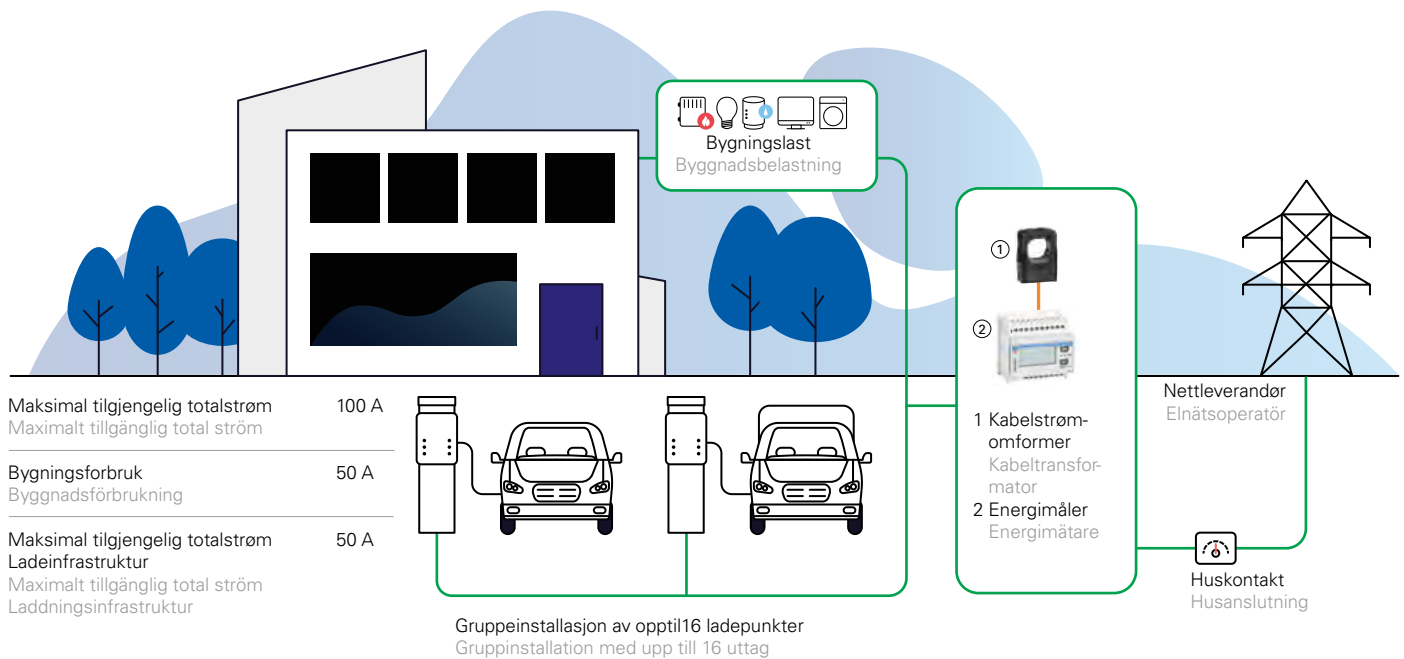 Bygningslast
Byggnadsbelastning
①
②
1 Kabelstrøm-
omformer
Kabeltransfor-
mator
2 Energimåler
Energimätare
Nettleverandør
Elnätsoperatör
Huskontakt
Husanslutning
Maksimal tilgjengelig totalstrøm 100 A
Maximalt tillgänglig total ström
Bygningsforbruk 50 A
Byggnadsförbrukning
Maksimal tilgjengelig totalstrøm 50 A
Ladeinfrastruktur
Maximalt tillgänglig total ström
Laddningsinfrastruktur
Gruppeinstallasjon av opptil16 ladepunkter
Gruppinstallation med upp till 16 uttag